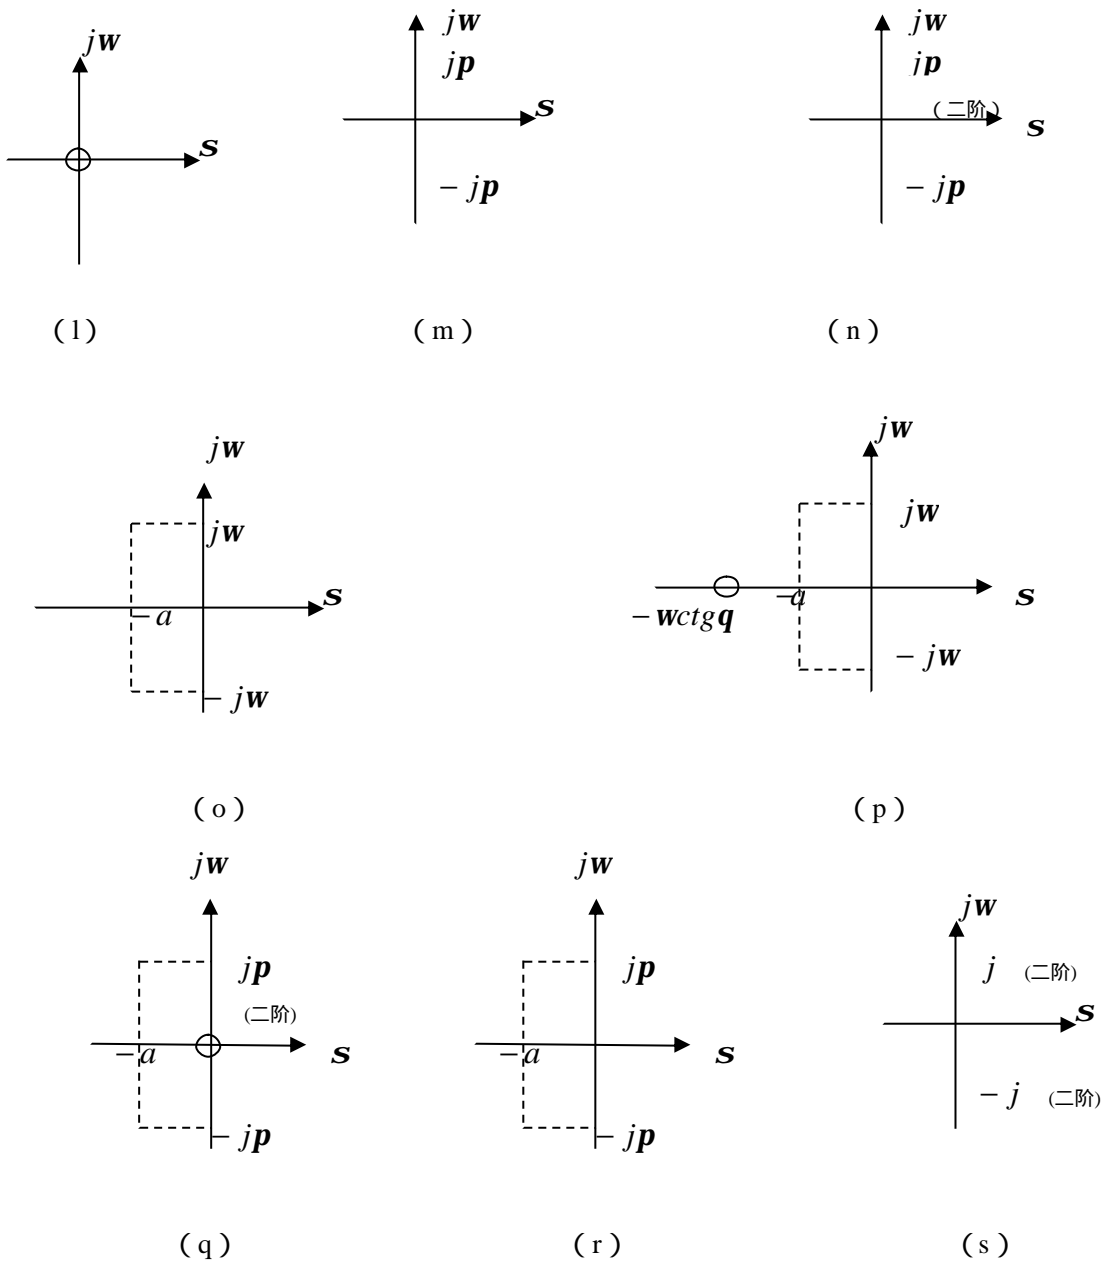 jw
s
(l)
jw
jp
s
- jp
(m)
jw
jp
(二阶)
s
- jp
(n)
jw
jw
s
-a
- jw
(o)
jw
jw
s
-a
- wctgq
- jw
(p)
jw
jp
(二阶)
-a
s
- jp
(q)
jw
jp
-a
s
- jp
(r)
jw
j (二阶)
s
- j (二阶)
(s)